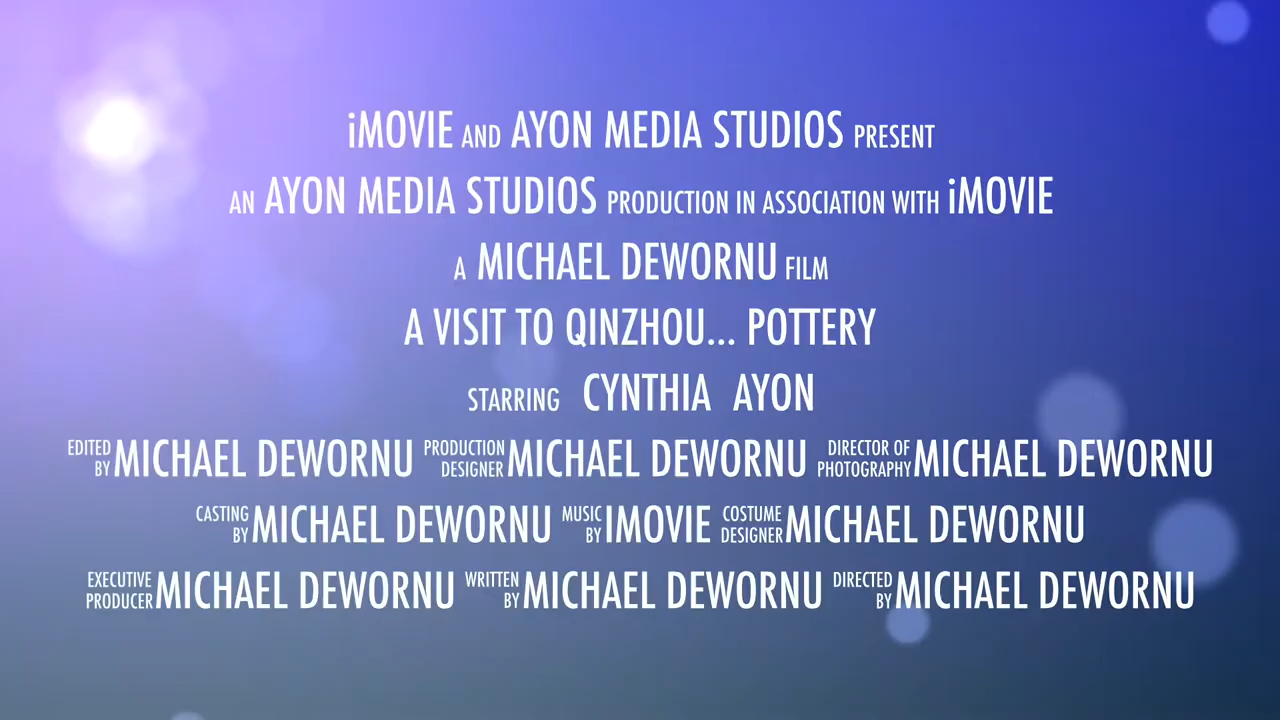 iMOVIE AND AYON MEDIA STUDIOS PRESENT
AN AYON MEDIA STUDIOS PRODUCTION IN ASSOCIATION WITH iMOVIE
A MICHAEL DEWORNU FILM
A VISIT TO QINZHOU... POTTERY
STARRING CYNTHIA AYON
EDITED BY MICHAEL DEWORNU PRODUCTION DESIGNER MICHAEL DEWORNU DIRECTOR OF PHOTOGRAPHY MICHAEL DEWORNU
CASTING BY MICHAEL DEWORNU MUSIC BY IMOVIE COSTUME DESIGNER MICHAEL DEWORNU
EXECUTIVE PRODUCER MICHAEL DEWORNU WRITTEN BY MICHAEL DEWORNU DIRECTED BY MICHAEL DEWORNU